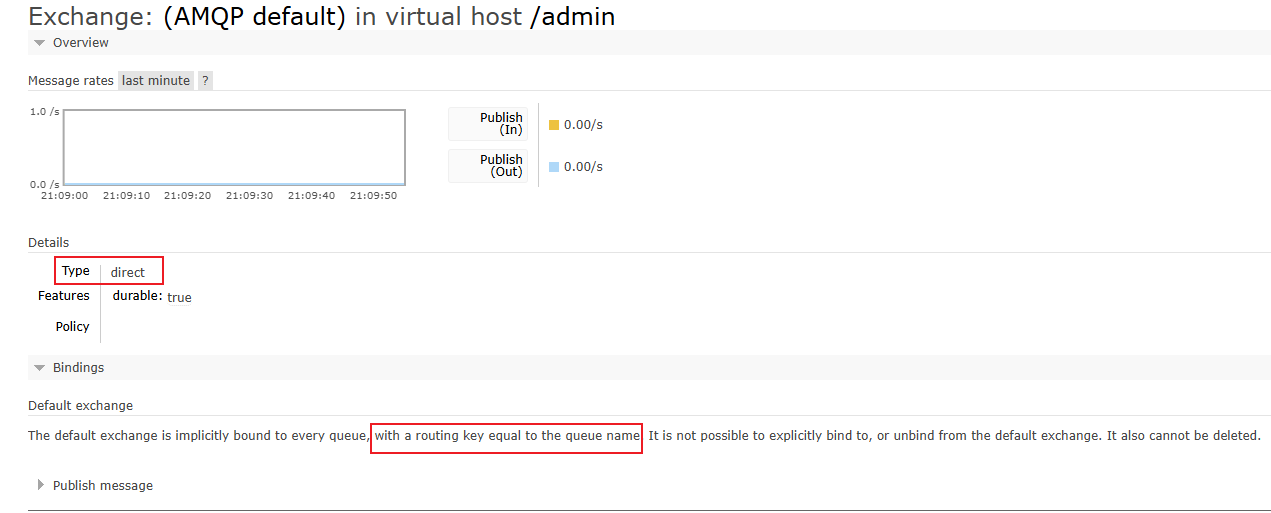 Exchange: (AMQP default) in virtual host /admin
Overview
Message rates last minute ?
1.0 /s
0.0 /s
21:09:00 21:09:10 21:09:20 21:09:30 21:09:40 21:09:50
Publish (In) 0.00/s
Publish (Out) 0.00/s
Details
Type direct
Features durable: true
Policy
Bindings
Default exchange
The default exchange is implicitly bound to every queue, with a routing key equal to the queue name. It is not possible to explicitly bind to, or unbind from the default exchange. It also cannot be deleted.
Publish message